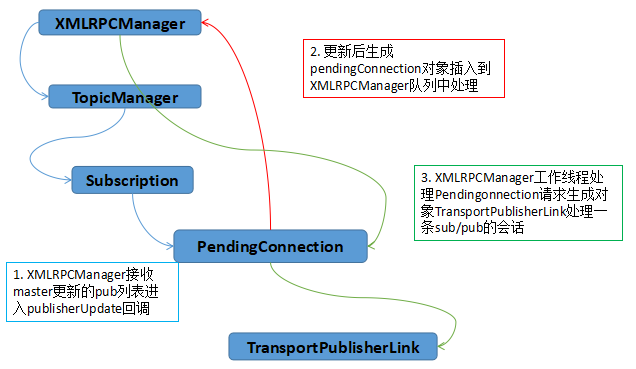 XMLRPCManager
2. 更新后生成
pendingConnection对象插入到
XMLRPCManager队列中处理
TopicManager
Subscription
3. XMLRPCManager工作线程处
理Pendingonnection请求生成对
象TransportPublisherLink处理一
条sub/pub的会话
PendingConnection
1. XMLRPCManager接收
master更新的pub列表进
入publisherUpdate回调
TransportPublisherLink